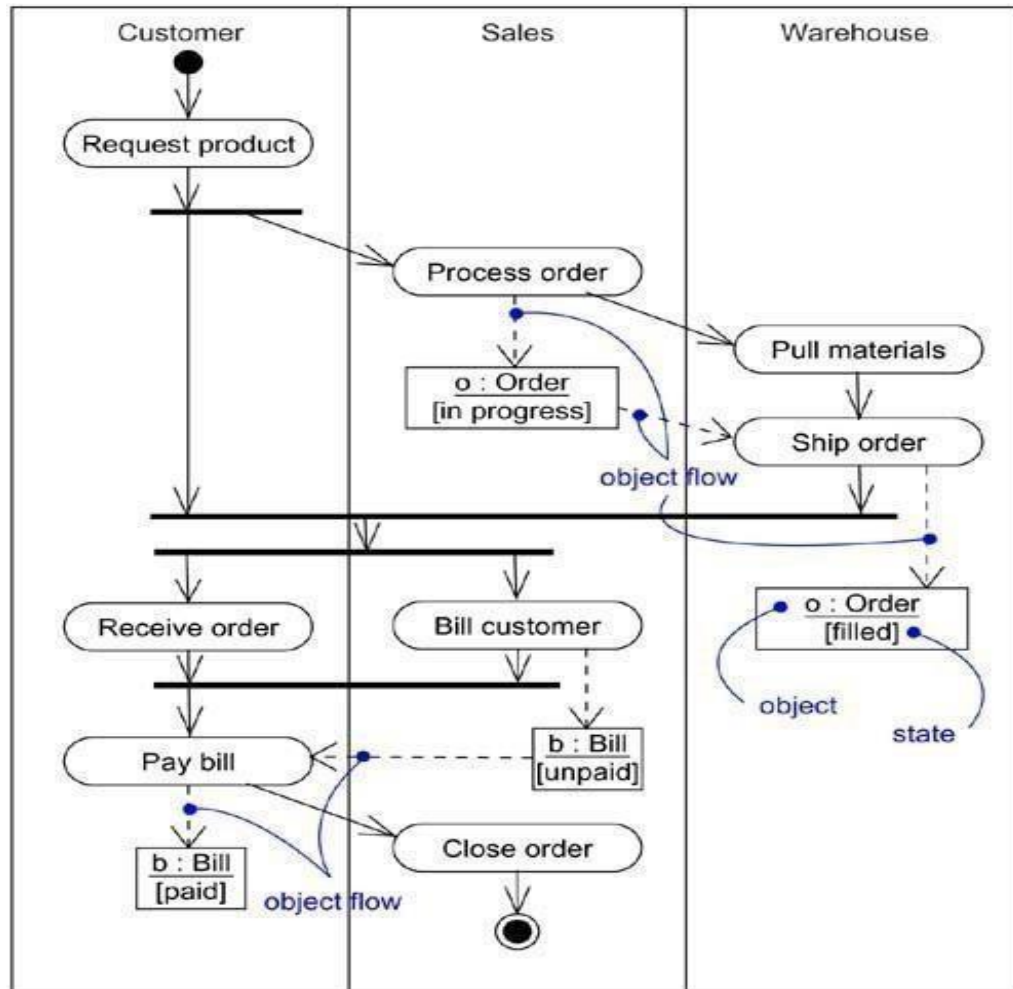 Customer
Sales
Warehouse
Request product
Process order
Pull materials
o : Order
[in progress]
Ship order
object flow
o : Order
[filled]
Receive order
Bill customer
object
state
Pay bill
b : Bill
[unpaid]
Close order
b : Bill
[paid]
object flow